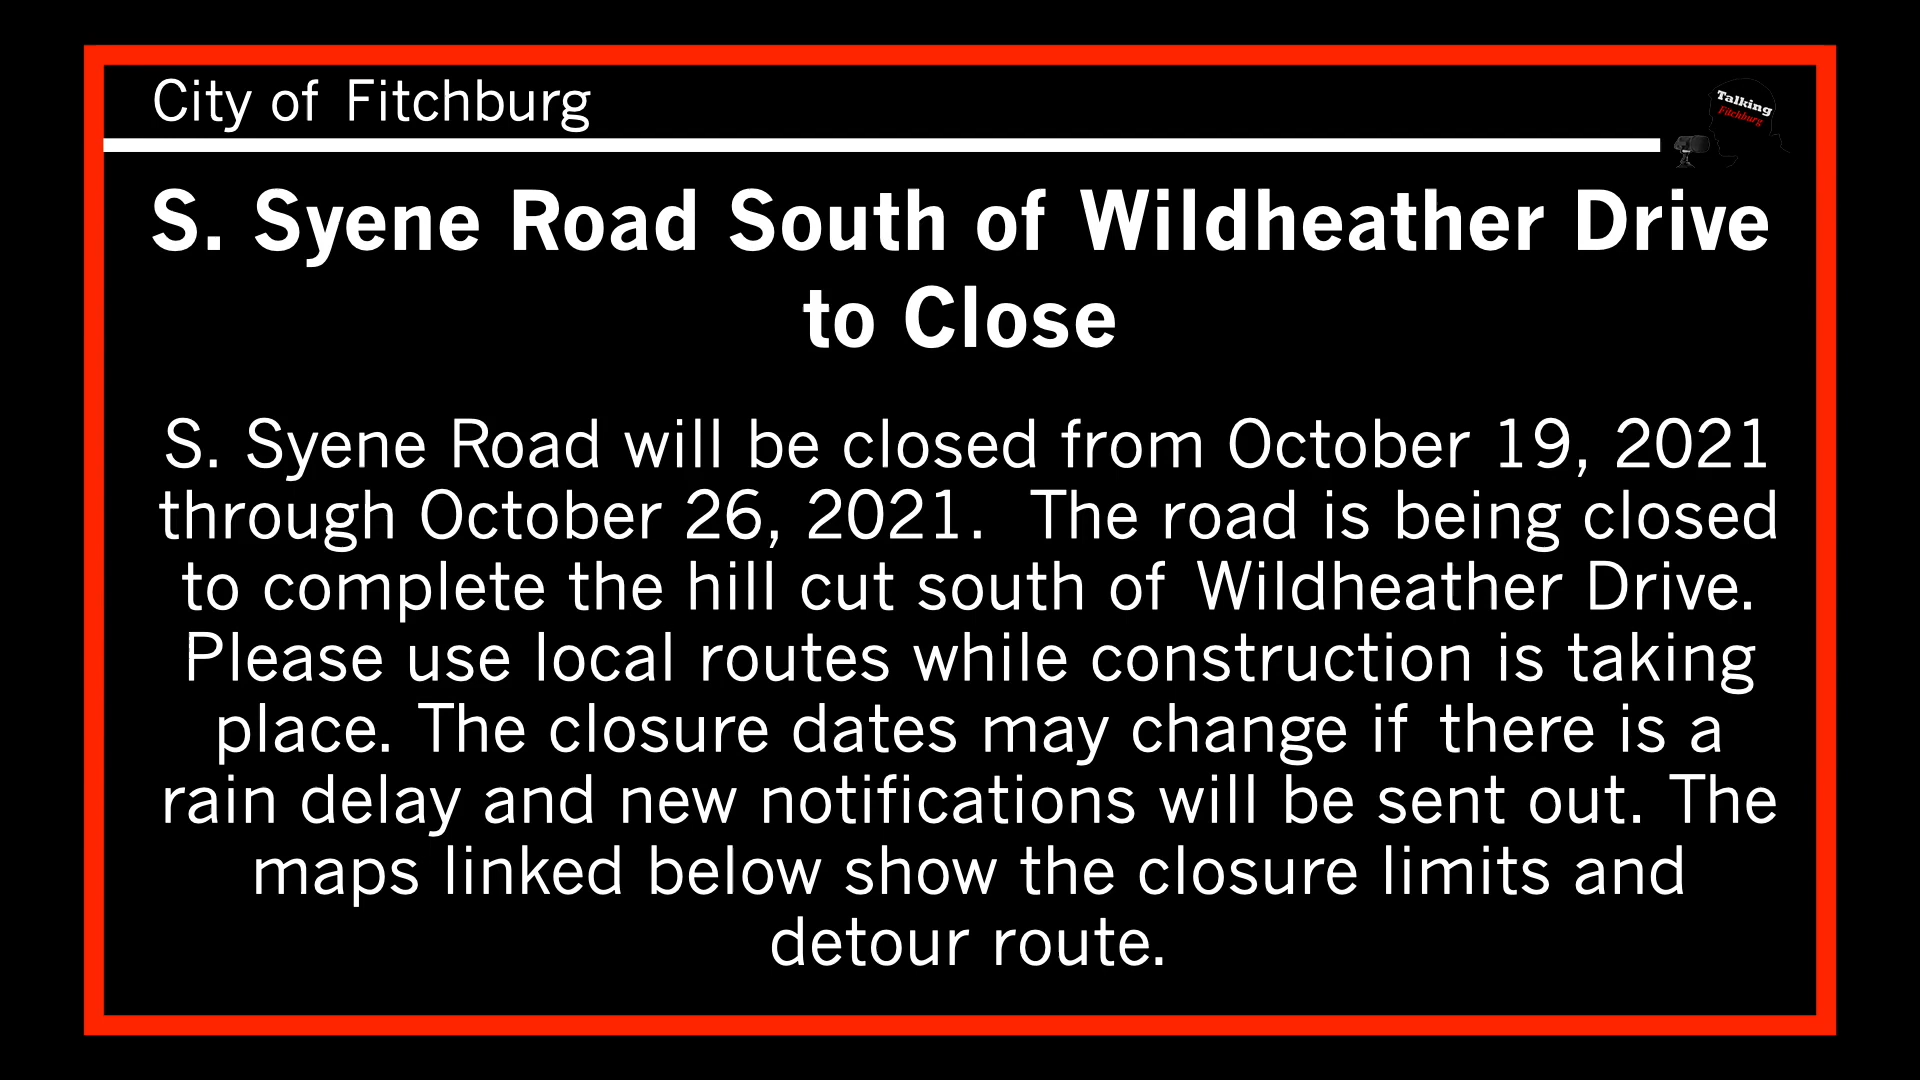 City of Fitchburg
Talking
Fitchburg
S. Syene Road South of Wildheather Drive
to Close
S. Syene Road will be closed from October 19, 2021
through October 26, 2021.  The road is being closed
to complete the hill cut south of Wildheather Drive.
Please use local routes while construction is taking
place. The closure dates may change if there is a
rain delay and new notifications will be sent out. The
maps linked below show the closure limits and
detour route.